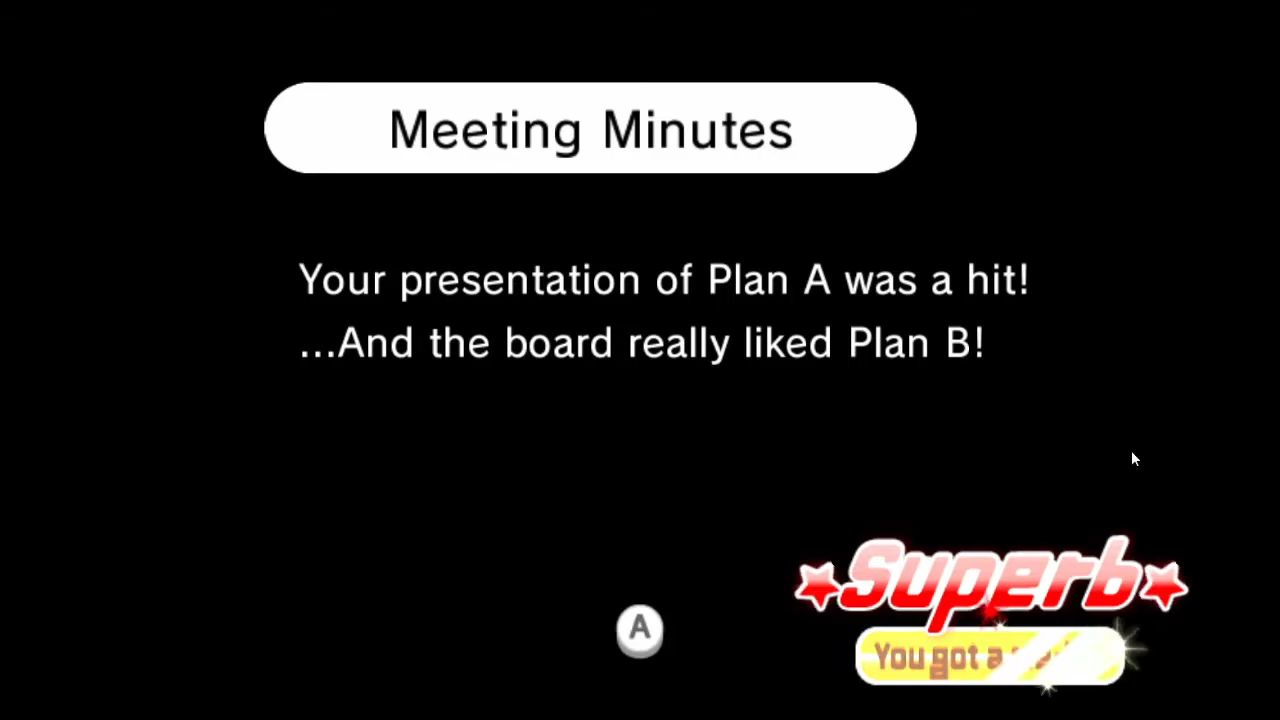 Meeting Minutes
Your presentation of Plan A was a hit!
...And the board really liked Plan B!
A
Superb
You got a